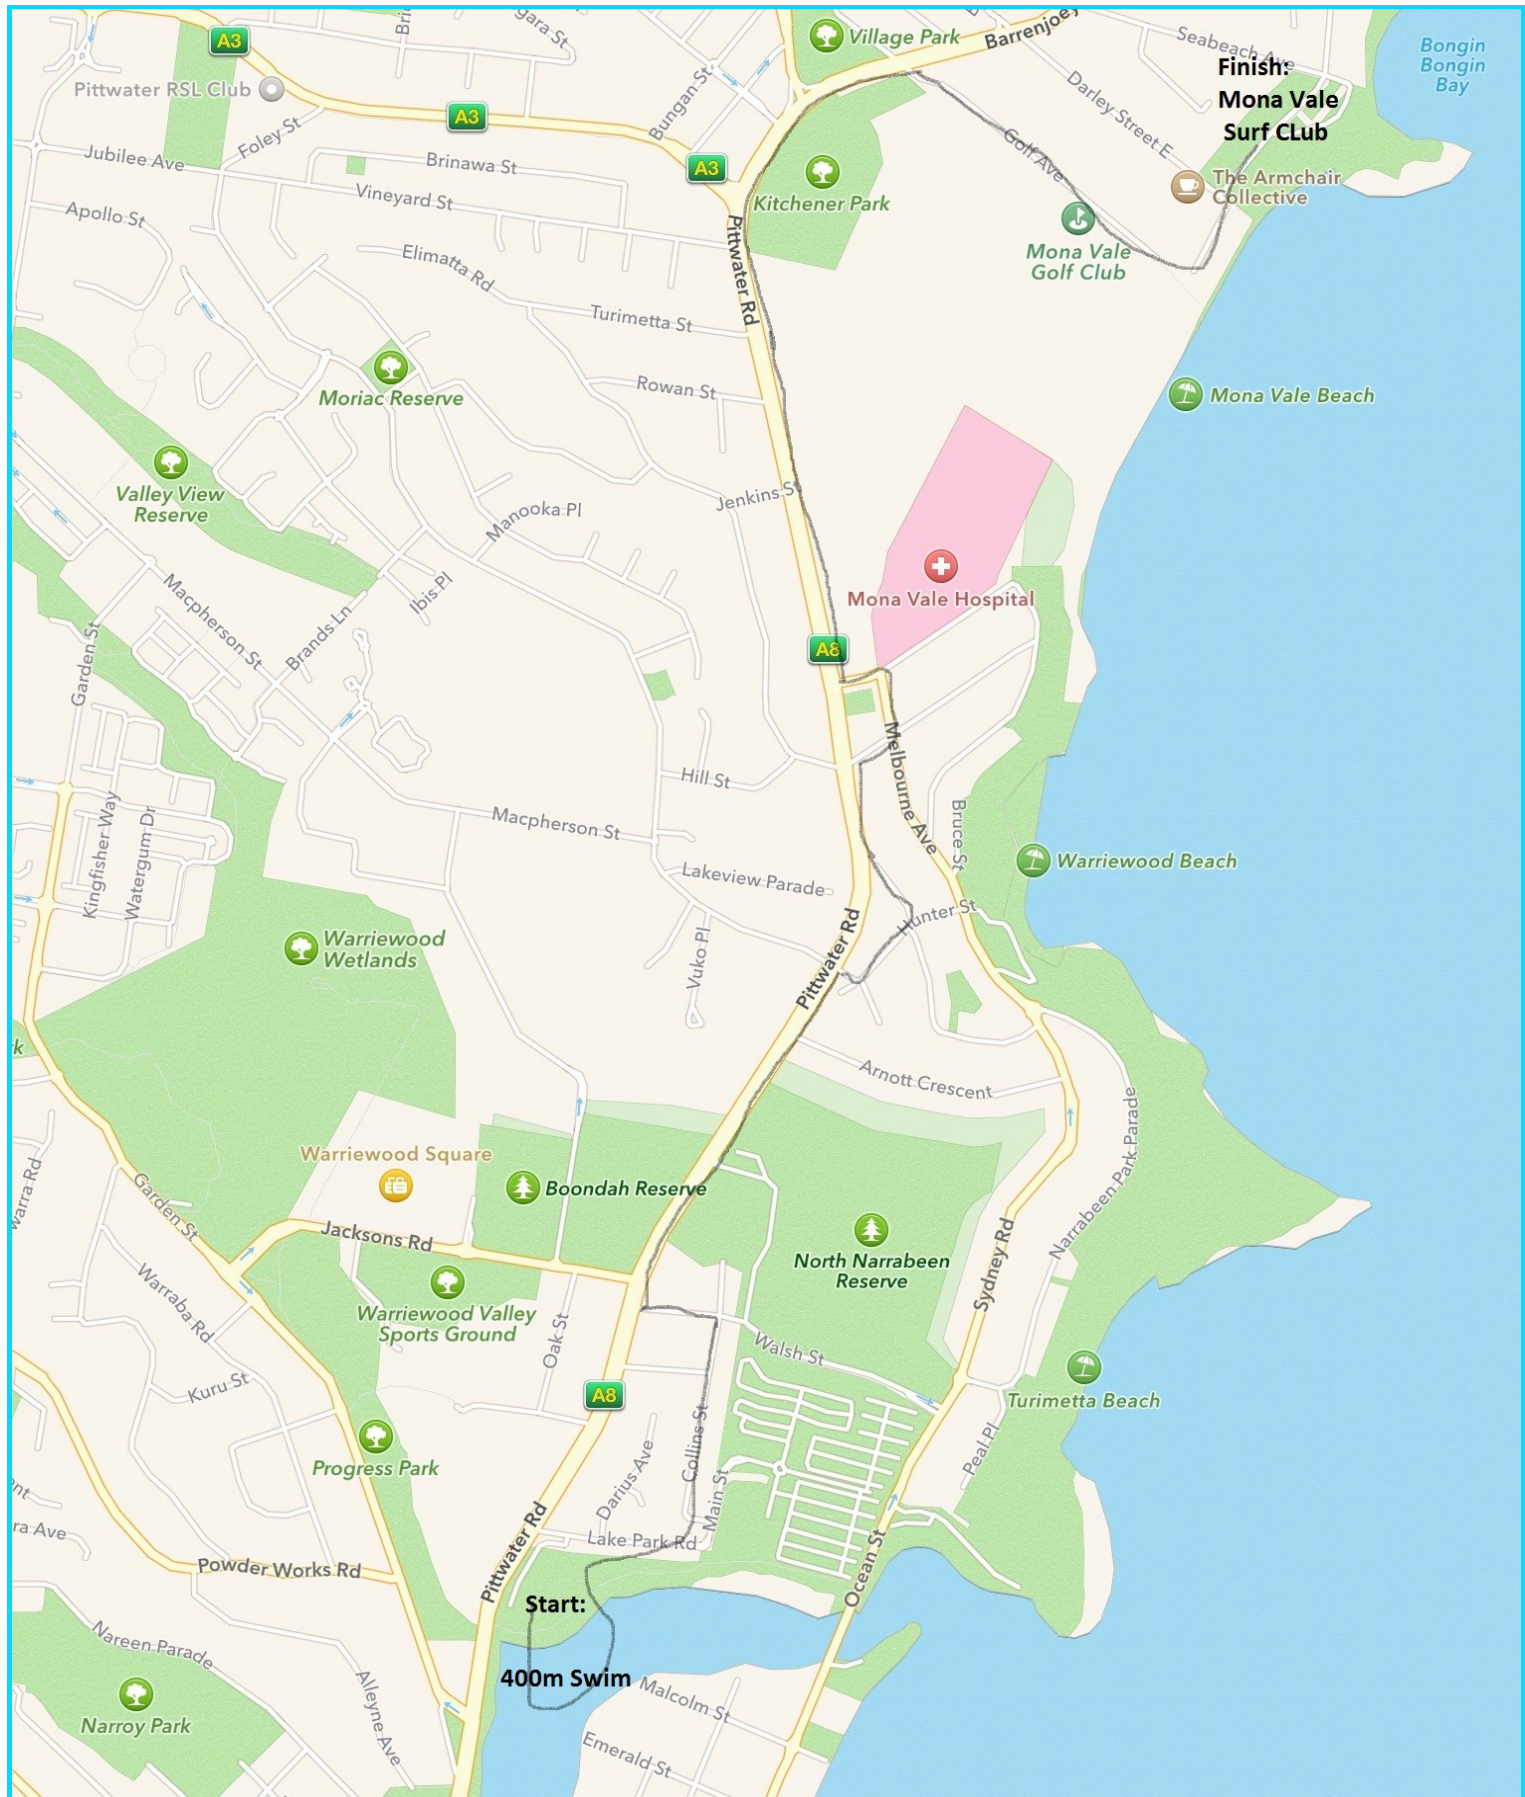 A3
Village Park
Barrenjoey
Seabeach Ave
Bongin
Bongin
Bay
Finish:
Mona Vale
Surf CLub
Pittwater RSL Club
Foley St
A3
Bungan St
Darley Street E
Jubilee Ave
Brinawa St
A3
Golf Ave
Kitchener Park
The Armchair
Collective
Vineyard St
Apollo St
Elimatta Rd
Pittwater Rd
Mona Vale
Golf Club
Turimetta St
Moriac Reserve
Rowan St
Mona Vale Beach
Valley View
Reserve
Jenkins St
Manooka Pl
Mona Vale Hospital
Macpherson St
Ibis Pl
Brands Ln
Garden St
A8
Melbourne Ave
Hill St
Kingfisher Way
Watergum Dr
Macpherson St
Bruce St
Warriewood Beach
Lakeview Parade
Hunter St
Warriewood
Wetlands
Vuko Pl
Pittwater Rd
k
Arnott Crescent
Narrabeen Park Parade
Warriewood Square
Boondah Reserve
warra Rd
Garden St
Jacksons Rd
North Narrabeen
Reserve
Sydney Rd
Warriewood Valley
Sports Ground
Warraba Rd
Oak St
Walsh St
Kuru St
A8
Turimetta Beach
Collins St
Peal Pl
Progress Park
Darius Ave
Main St
ra Ave
Lake Park Rd
Powder Works Rd
Pittwater Rd
Ocean St
Start:
400m Swim
Nareen Parade
Alleyne Ave
Malcolm St
Narroy Park
Emerald St